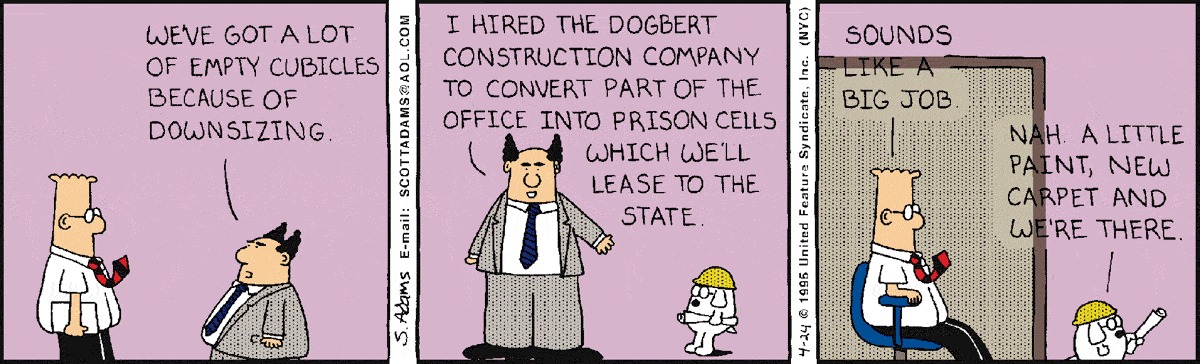 WE'VE GOT A LOT
OF EMPTY CUBICLES
BECAUSE OF
DOWNSIZING.
S. Adams E-mail: SCOTTADAMS@AOL.COM
I HIRED THE DOGBERT
CONSTRUCTION COMPANY
TO CONVERT PART OF THE
OFFICE INTO PRISON CELLS
WHICH WE'LL
LEASE TO THE
STATE.
4-24 © 1995 United Feature Syndicate, Inc. (NYC)
SOUNDS
LIKE A
BIG JOB.
NAH. A LITTLE
PAINT, NEW
CARPET AND
WE'RE THERE.